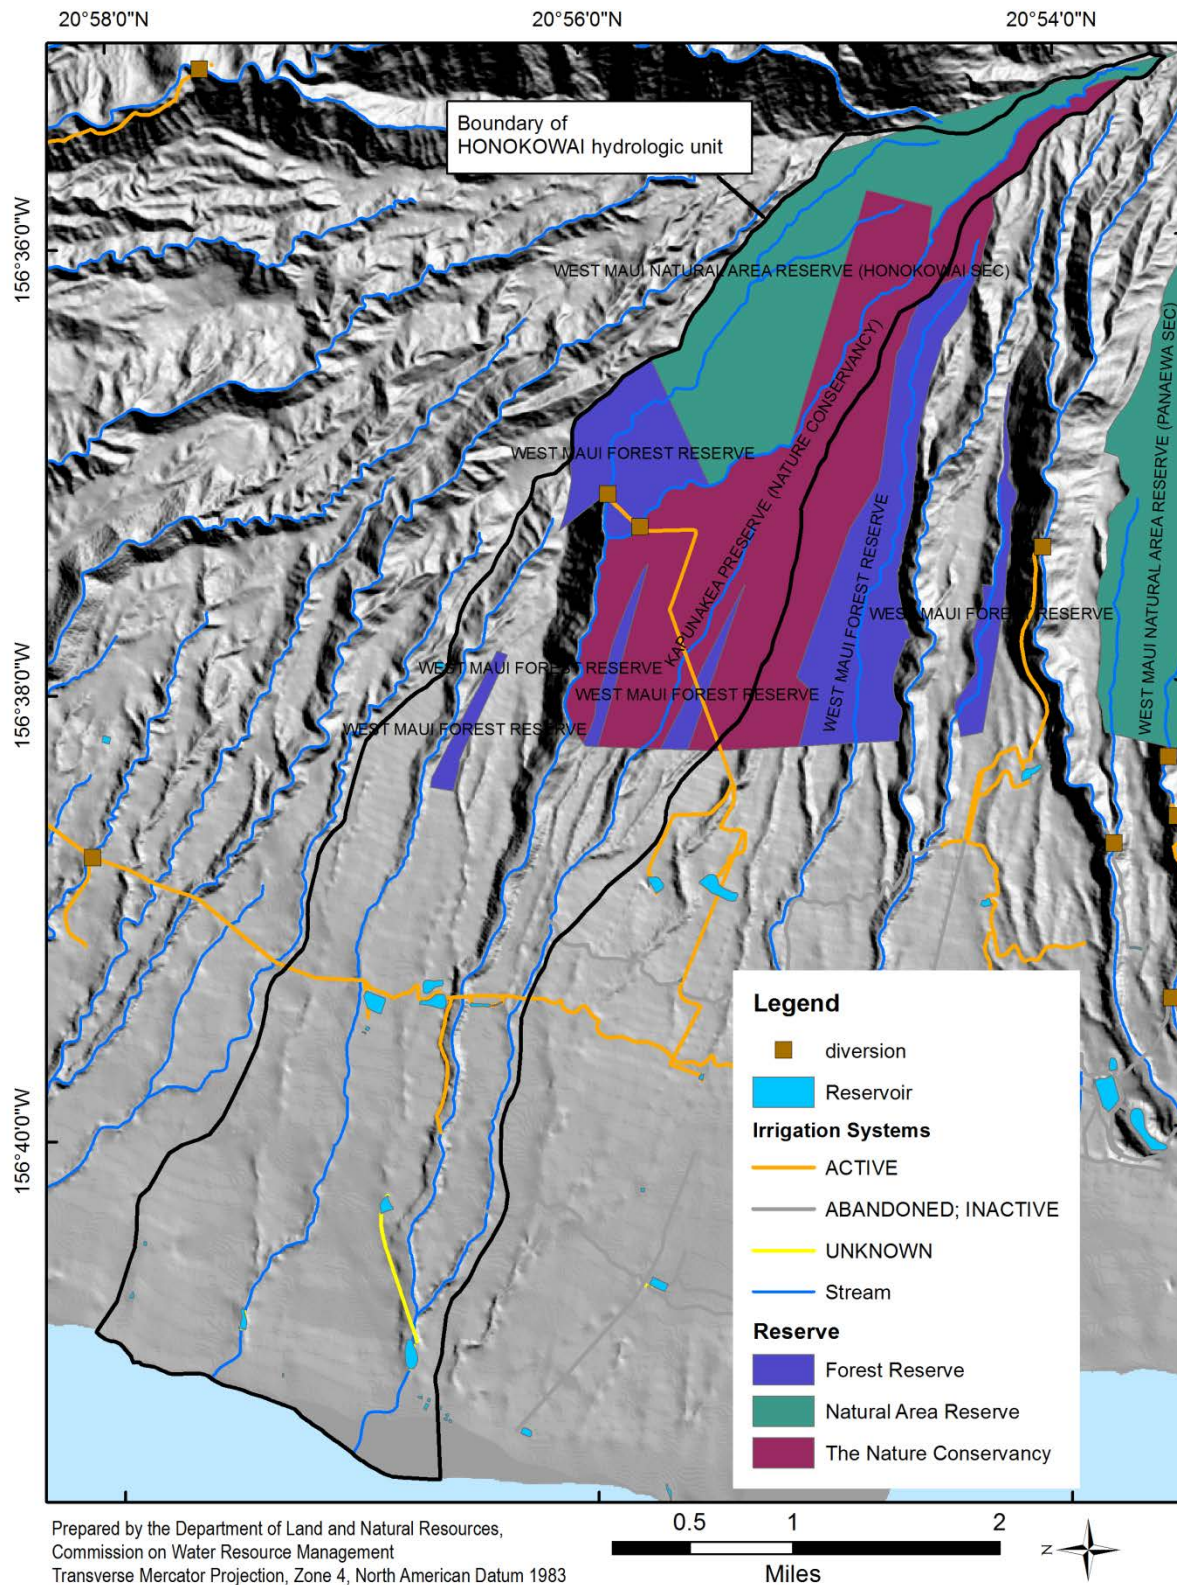 20°58'0"N
20°56'0"N
20°54'0"N
Boundary of
HONOKOWAI hydrologic unit
156°36'0"W
WEST MAUI NATURAL AREA RESERVE (HONOKOWAI SEC)
WEST MAUI NATURAL AREA RESERVE (PANAEWA SEC)
KAPUNAKEA PRESERVE (NATURE CONSERVANCY)
WEST MAUI FOREST RESERVE
WEST MAUI FOREST RESERVE
WEST MAUI FOREST RESERVE
156°38'0"W
WEST MAUI FOREST RESERVE
WEST MAUI FOREST RESERVE
WEST MAUI FOREST RESERVE
156°40'0"W
Legend
diversion
Reservoir
Irrigation Systems
ACTIVE
ABANDONED; INACTIVE
UNKNOWN
Stream
Reserve
Forest Reserve
Natural Area Reserve
The Nature Conservancy
Prepared by the Department of Land and Natural Resources,
Commission on Water Resource Management
Transverse Mercator Projection, Zone 4, North American Datum 1983
0.5 1 2
Miles
N